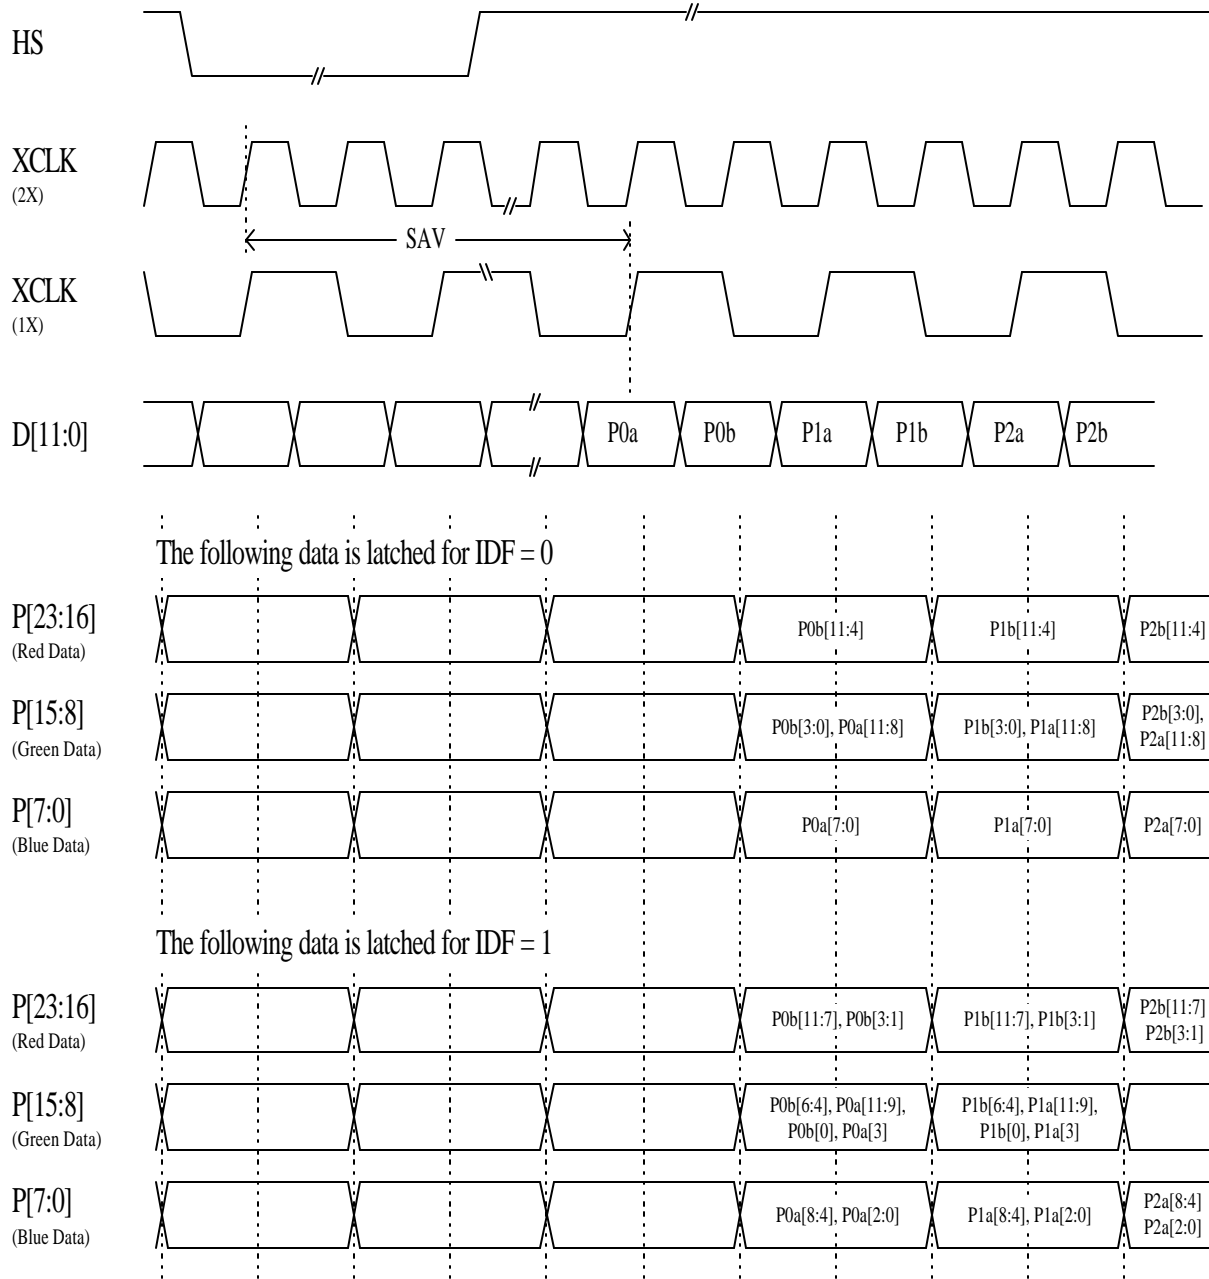 HS
XCLK
(2X)
SAV
XCLK
(1X)
D[11:0]
P0a
P0b
P1a
P1b
P2a
P2b
The following data is latched for IDF = 0
P[23:16]
(Red Data)
P0b[11:4]
P1b[11:4]
P2b[11:4]
P[15:8]
(Green Data)
P0b[3:0], P0a[11:8]
P1b[3:0], P1a[11:8]
P2b[3:0],
P2a[11:8]
P[7:0]
(Blue Data)
P0a[7:0]
P1a[7:0]
P2a[7:0]
The following data is latched for IDF = 1
P[23:16]
(Red Data)
P0b[11:7], P0b[3:1]
P1b[11:7], P1b[3:1]
P2b[11:7]
P2b[3:1]
P[15:8]
(Green Data)
P0b[6:4], P0a[11:9],
P0b[0], P0a[3]
P1b[6:4], P1a[11:9],
P1b[0], P1a[3]
P[7:0]
(Blue Data)
P0a[8:4], P0a[2:0]
P1a[8:4], P1a[2:0]
P2a[8:4]
P2a[2:0]